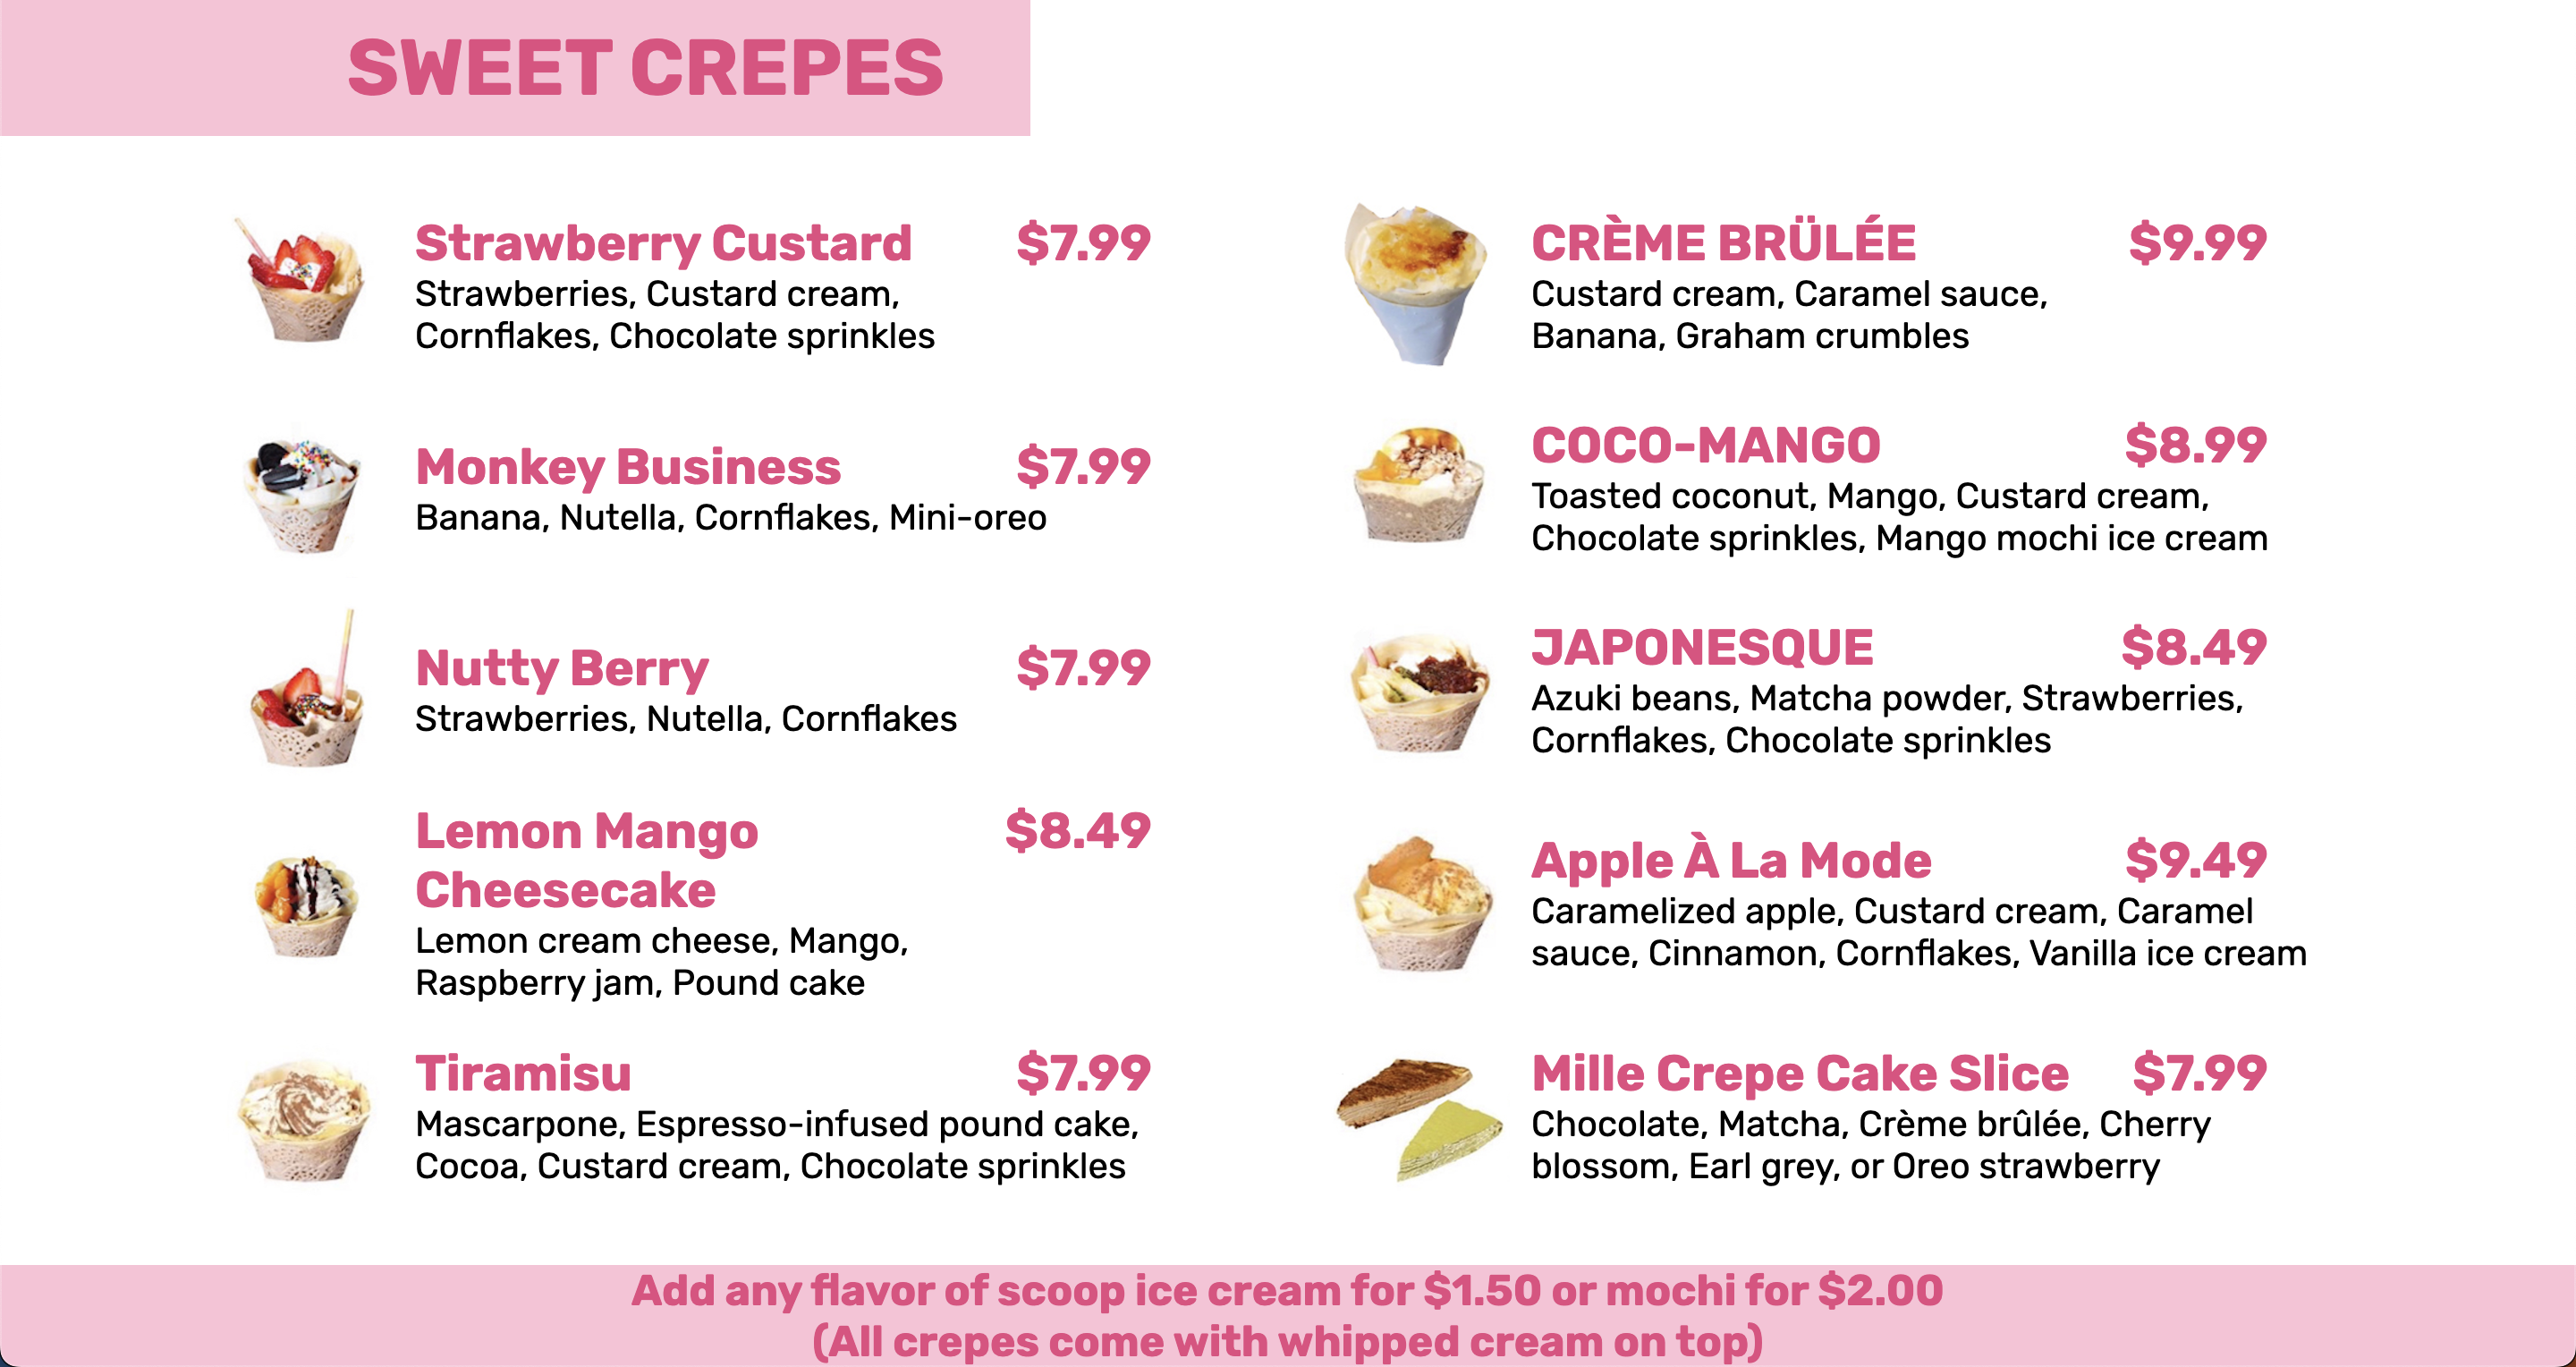 SWEET CREPES
Strawberry Custard $7.99
Strawberries, Custard cream,
Cornflakes, Chocolate sprinkles
Monkey Business $7.99
Banana, Nutella, Cornflakes, Mini-oreo
Nutty Berry $7.99
Strawberries, Nutella, Cornflakes
Lemon Mango $8.49
Cheesecake
Lemon cream cheese, Mango,
Raspberry jam, Pound cake
Tiramisu $7.99
Mascarpone, Espresso-infused pound cake,
Cocoa, Custard cream, Chocolate sprinkles
CRÈME BRÜLÉE $9.99
Custard cream, Caramel sauce,
Banana, Graham crumbles
COCO-MANGO $8.99
Toasted coconut, Mango, Custard cream,
Chocolate sprinkles, Mango mochi ice cream
JAPONESQUE $8.49
Azuki beans, Matcha powder, Strawberries,
Cornflakes, Chocolate sprinkles
Apple À La Mode $9.49
Caramelized apple, Custard cream, Caramel
sauce, Cinnamon, Cornflakes, Vanilla ice cream
Mille Crepe Cake Slice $7.99
Chocolate, Matcha, Crème brûlée, Cherry
blossom, Earl grey, or Oreo strawberry
Add any flavor of scoop ice cream for $1.50 or mochi for $2.00
(All crepes come with whipped cream on top)